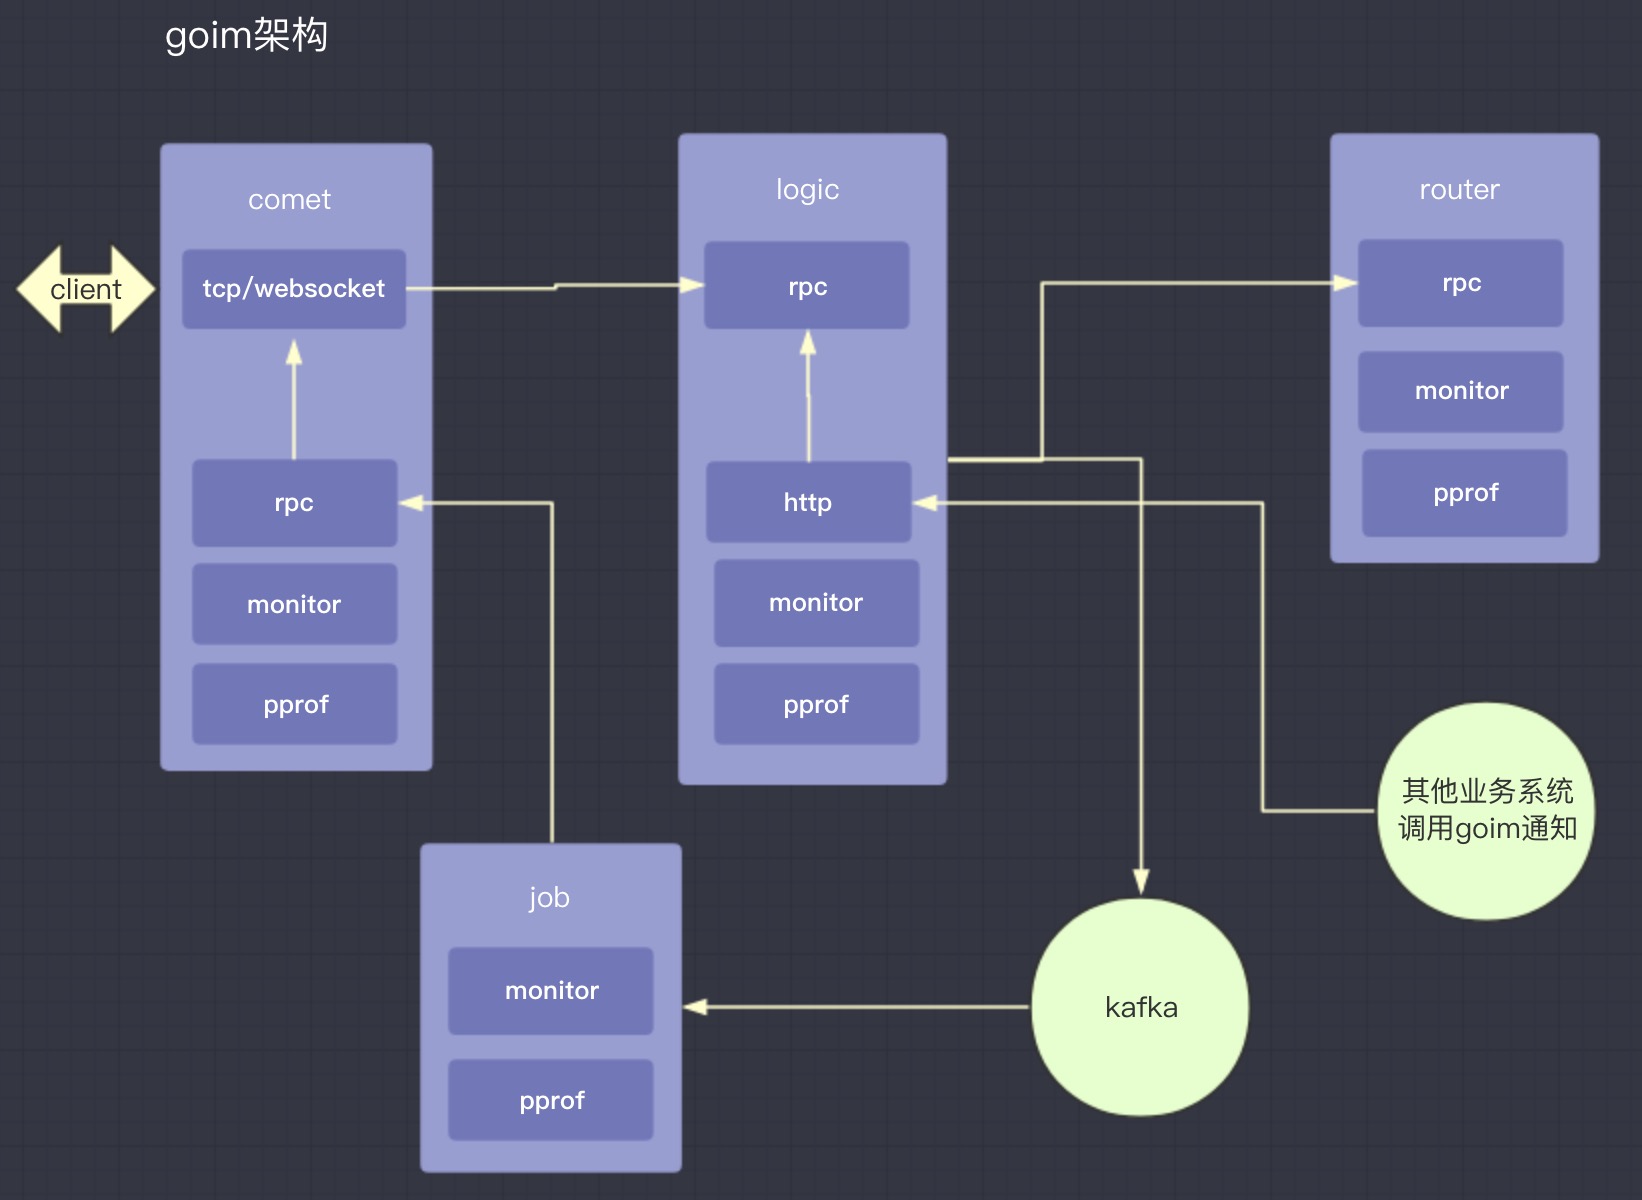 goim架构
client
comet
tcp/websocket
rpc
monitor
pprof
logic
rpc
http
monitor
pprof
router
rpc
monitor
pprof
其他业务系统
调用goim通知
job
monitor
pprof
kafka